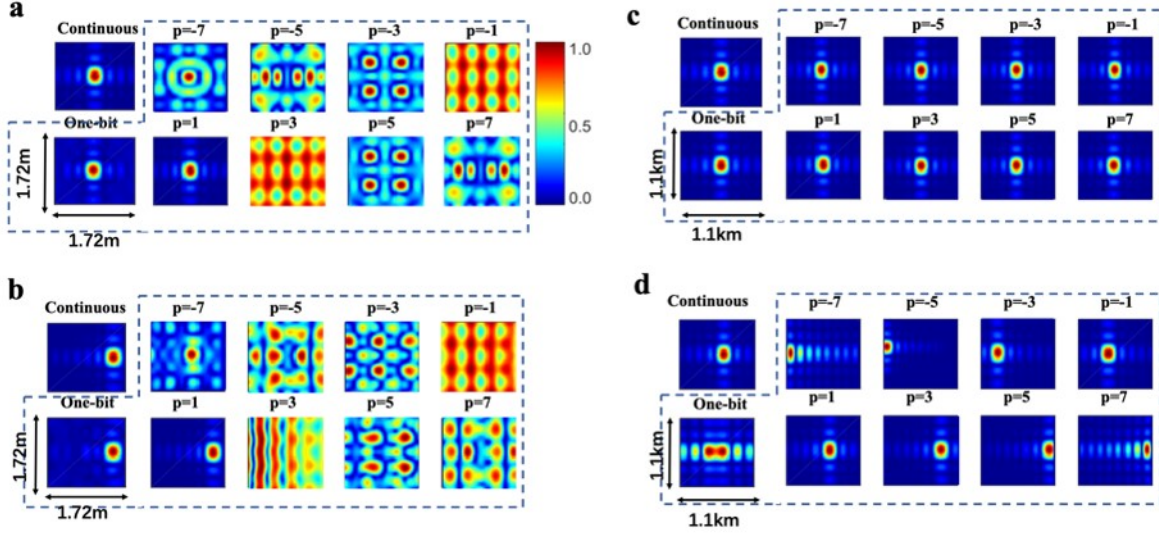 a
Continuous p=-7 p=-5 p=-3 p=-1
1.0
0.5
0.0
One-bit p=1 p=3 p=5 p=7
1.72m
1.72m
b
Continuous p=-7 p=-5 p=-3 p=-1
One-bit p=1 p=3 p=5 p=7
1.72m
1.72m
c
Continuous p=-7 p=-5 p=-3 p=-1
One-bit p=1 p=3 p=5 p=7
1.1km
1.1km
d
Continuous p=-7 p=-5 p=-3 p=-1
One-bit p=1 p=3 p=5 p=7
1.1km
1.1km